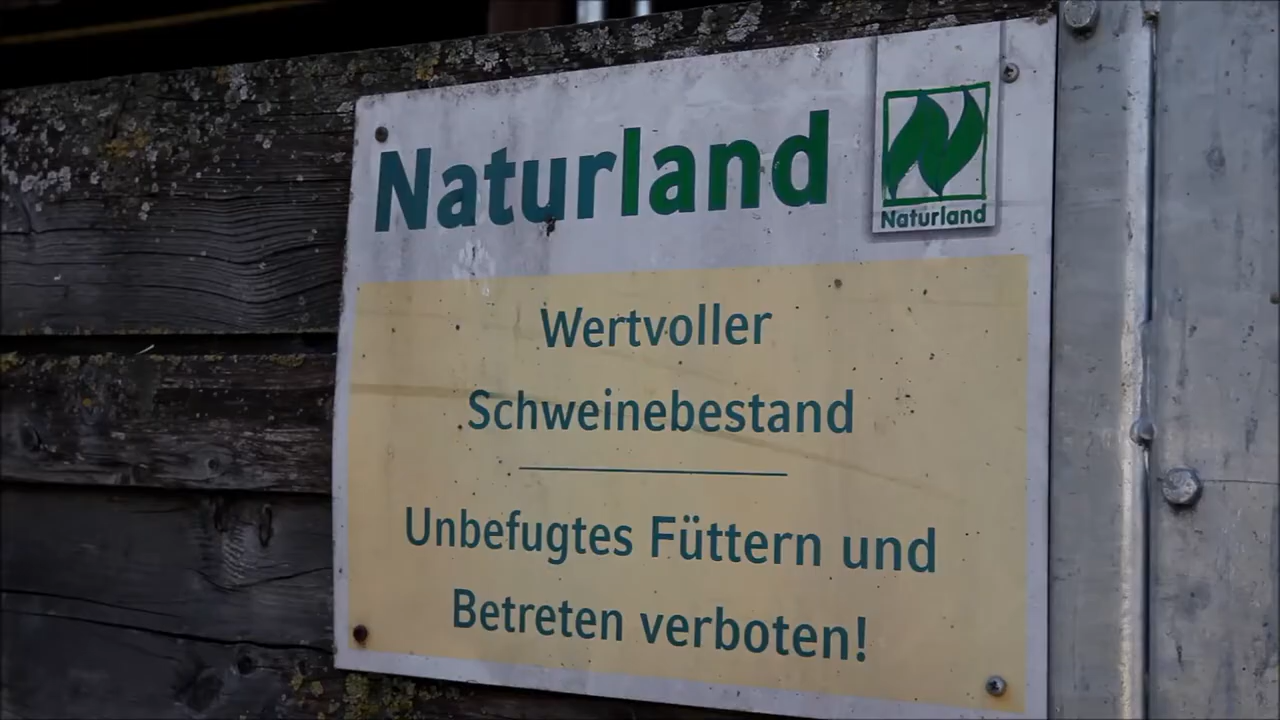 Naturland
Naturland
Wertvoller
Schweinebestand
Unbefugtes Füttern und
Betreten verboten!